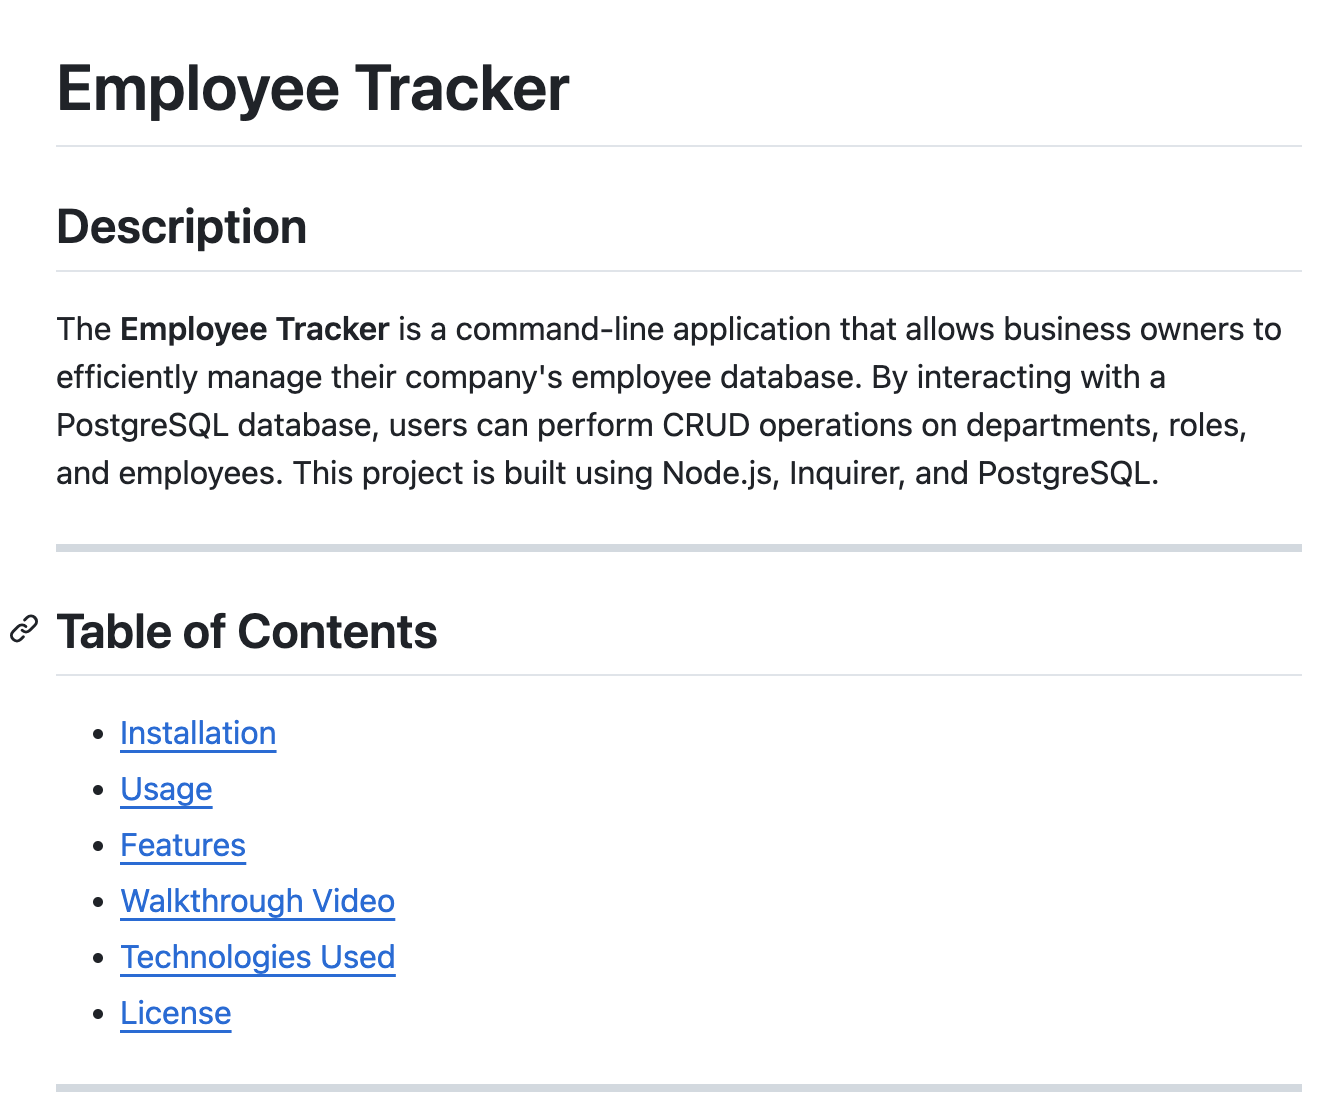 Employee Tracker
Description
The Employee Tracker is a command-line application that allows business owners to
efficiently manage their company's employee database. By interacting with a
PostgreSQL database, users can perform CRUD operations on departments, roles,
and employees. This project is built using Node.js, Inquirer, and PostgreSQL.
Table of Contents
Installation
Usage
Features
Walkthrough Video
Technologies Used
License